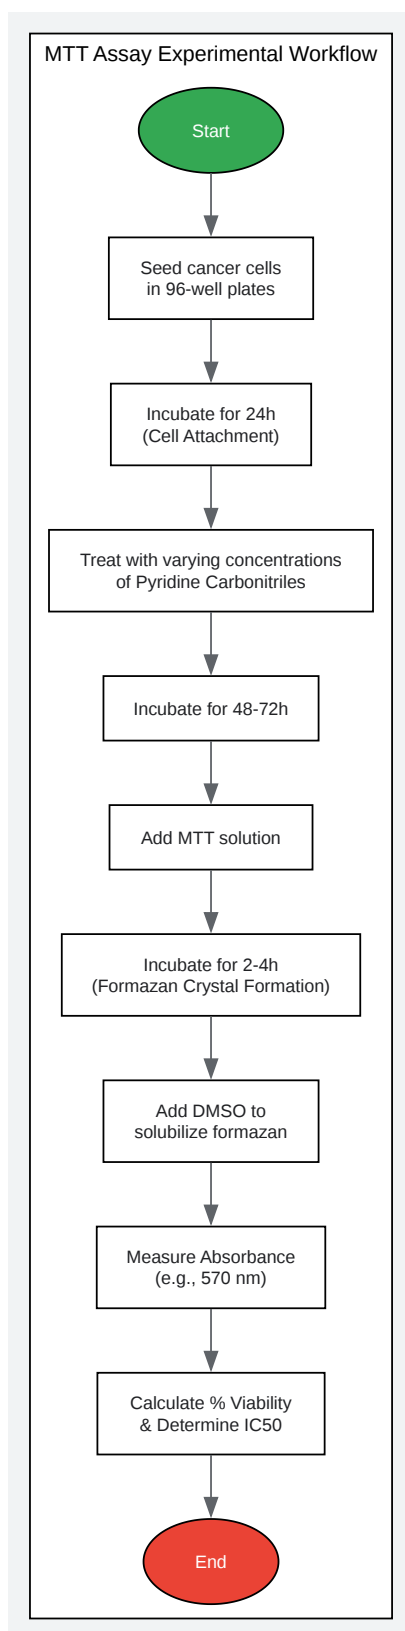 MTT Assay Experimental Workflow
Start
Seed cancer cells
in 96-well plates
Incubate for 24h
(Cell Attachment)
Treat with varying concentrations
of Pyridine Carbonitriles
Incubate for 48-72h
Add MTT solution
Incubate for 2-4h
(Formazan Crystal Formation)
Add DMSO to
solubilize formazan
Measure Absorbance
(e.g., 570 nm)
Calculate % Viability
& Determine IC50
End